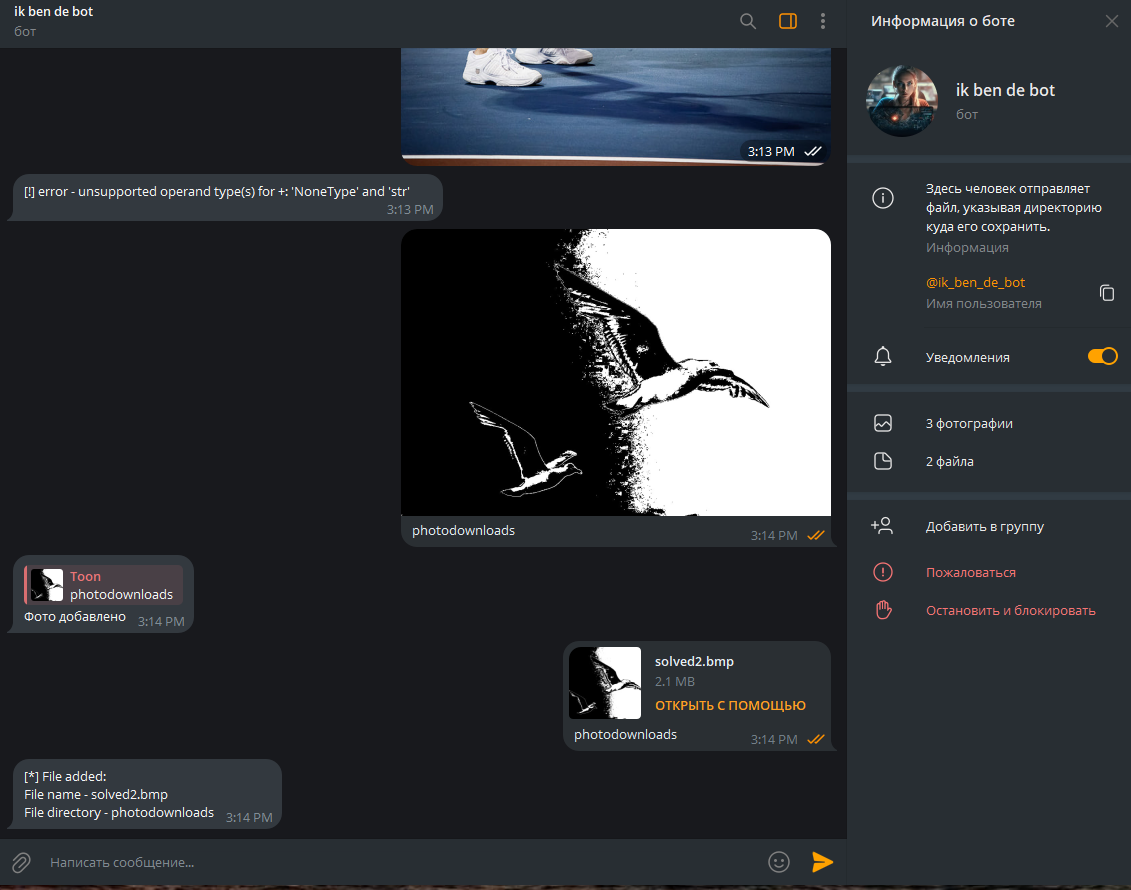 ik ben de bot
бот
3:13 PM
[!] error - unsupported operand type(s) for +: 'NoneType' and 'str'
3:13 PM
photodownloads
3:14 PM
Toon
photodownloads
Фото добавлено
3:14 PM
solved2.bmp
2.1 MB
ОТКРЫТЬ С ПОМОЩЬЮ
photodownloads
3:14 PM
[*] File added:
File name - solved2.bmp
File directory - photodownloads
3:14 PM
Написать сообщение...
Информация о боте
ik ben de bot
бот
Здесь человек отправляет
файл, указывая директорию
куда его сохранить.
Информация
@ik_ben_de_bot
Имя пользователя
Уведомления
3 фотографии
2 файла
Добавить в группу
Пожаловаться
Остановить и блокировать